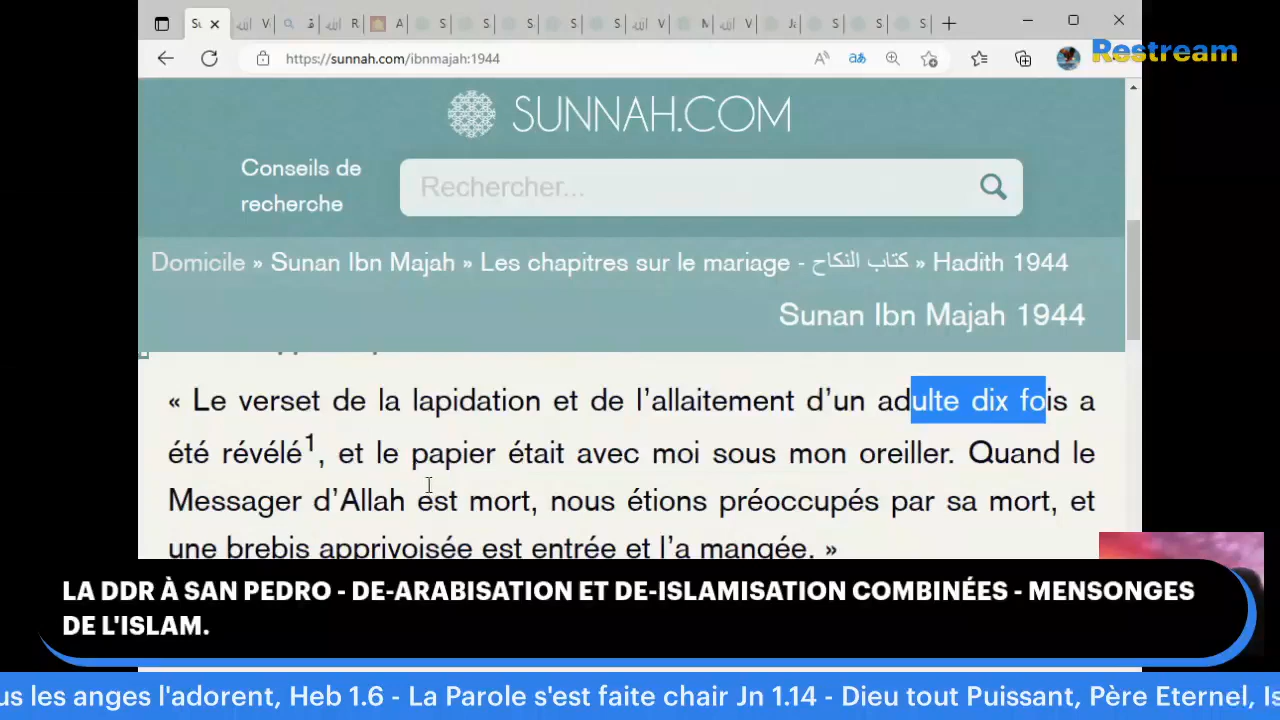 Restream
https://sunnah.com/ibnmajah:1944
SUNNAH.COM
Conseils de
recherche
Rechercher...
Domicile » Sunan Ibn Majah » Les chapitres sur le mariage - كتاب النكاح » Hadith 1944
Sunan Ibn Majah 1944
« Le verset de la lapidation et de l’allaitement d’un adulte dix fois a
été révélé1, et le papier était avec moi sous mon oreiller. Quand le
Messager d’Allah est mort, nous étions préoccupés par sa mort, et
une brebis apprivoisée est entrée et l’a mangée. »
LA DDR À SAN PEDRO - DE-ARABISATION ET DE-ISLAMISATION COMBINÉES - MENSONGES
DE L'ISLAM.
us les anges l'adorent, Heb 1.6 - La Parole s'est faite chair Jn 1.14 - Dieu tout Puissant, Père Eternel, Is